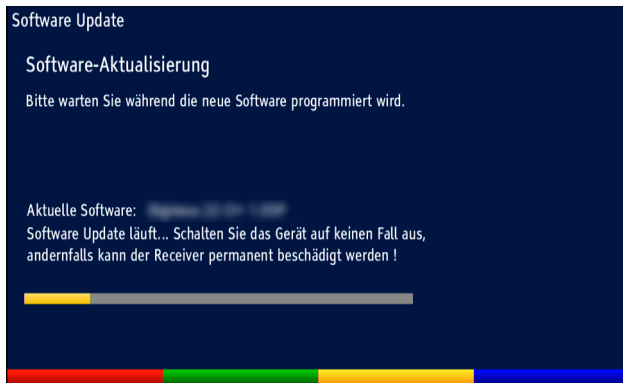 Software Update
Software-Aktualisierung
Bitte warten Sie während die neue Software programmiert wird.
Aktuelle Software:
Software Update läuft... Schalten Sie das Gerät auf keinen Fall aus,
andernfalls kann der Receiver permanent beschädigt werden !